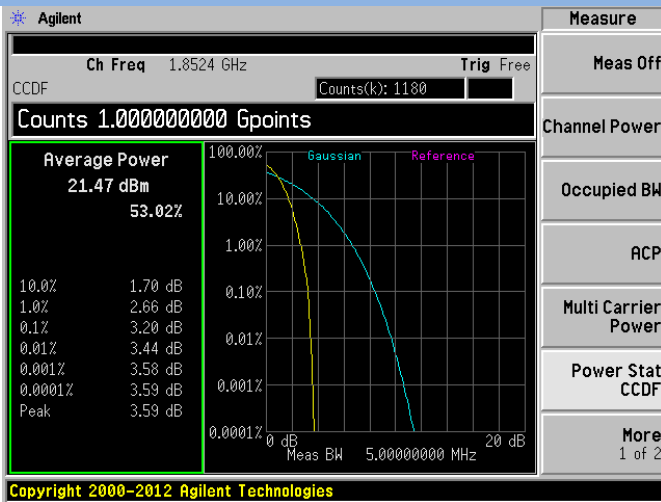 Agilent
Measure
Ch Freq 1.8524 GHz Trig Free
CCDF Counts(k): 1180
Counts 1.000000000 Gpoints
Average Power
21.47 dBm
53.02%
10.0% 1.70 dB
1.0% 2.66 dB
0.1% 3.20 dB
0.01% 3.44 dB
0.001% 3.58 dB
0.0001% 3.59 dB
Peak 3.59 dB
Gaussian Reference
100.00%
10.00%
1.00%
0.10%
0.01%
0.001%
0.0001%
0 dB 20 dB
Meas BW 5.00000000 MHz
Meas Off
Channel Power
Occupied BW
ACP
Multi Carrier
Power
Power Stat
CCDF
More
1 of 2
Copyright 2000-2012 Agilent Technologies